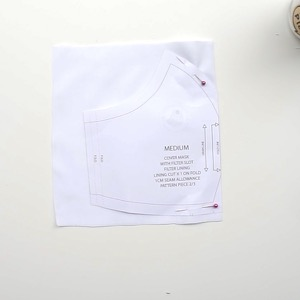 MEDIUM
COVER MASK
WITH FILTER SLOT
FILTER LINING
LINING CUT X 1 ON FOLD
1CM SEAM ALLOWANCE
PATTERN PIECE 2/3